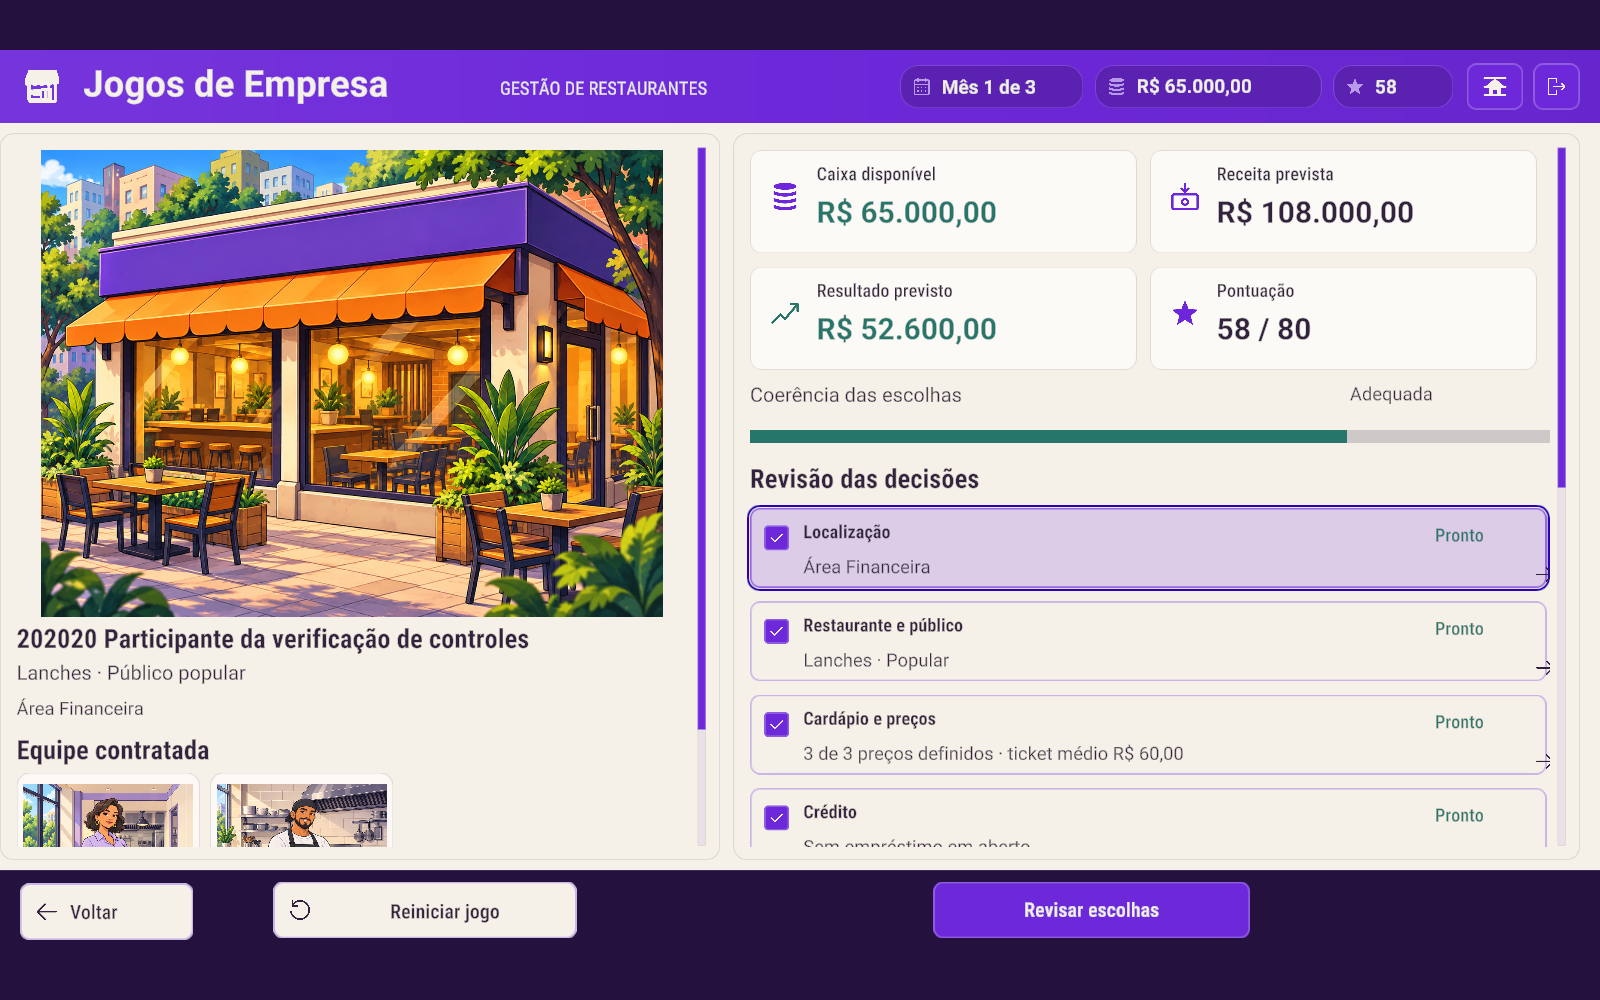 Jogos de Empresa
GESTÃO DE RESTAURANTES
Mês 1 de 3
R$ 65.000,00
58
202020 Participante da verificação de controles
Lanches · Público popular
Área Financeira
Equipe contratada
Caixa disponível
R$ 65.000,00
Receita prevista
R$ 108.000,00
Resultado previsto
R$ 52.600,00
Pontuação
58 / 80
Coerência das escolhas
Adequada
Revisão das decisões
Localização
Pronto
Área Financeira
Restaurante e público
Pronto
Lanches · Popular
Cardápio e preços
Pronto
3 de 3 preços definidos · ticket médio R$ 60,00
Crédito
Pronto
Sem empréstimo em aberto
Voltar
Reiniciar jogo
Revisar escolhas